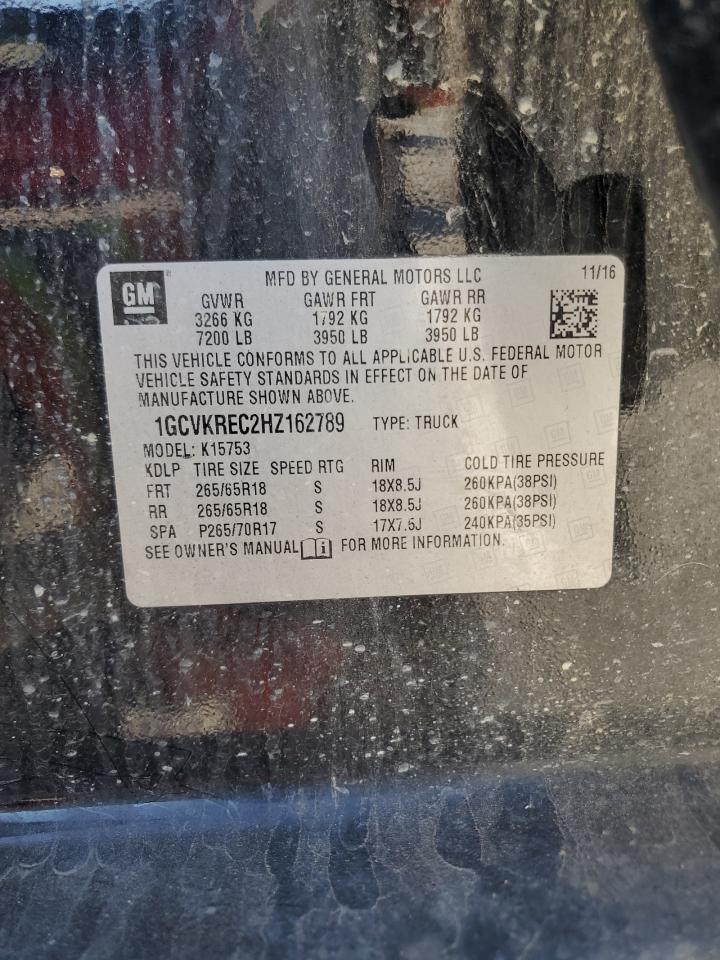 GM
MFD BY GENERAL MOTORS LLC 11/16
GVWR GAWR FRT GAWR RR
3266 KG 1792 KG 1792 KG
7200 LB 3950 LB 3950 LB
THIS VEHICLE CONFORMS TO ALL APPLICABLE U.S. FEDERAL MOTOR
VEHICLE SAFETY STANDARDS IN EFFECT ON THE DATE OF
MANUFACTURE SHOWN ABOVE.
1GCVKREC2HZ162789 TYPE: TRUCK
MODEL: K15753
KDLP TIRE SIZE SPEED RTG RIM COLD TIRE PRESSURE
FRT 265/65R18 S 18X8.5J 260KPA(38PSI)
RR 265/65R18 S 18X8.5J 260KPA(38PSI)
SPA P265/70R17 S 17X7.5J 240KPA(35PSI)
SEE OWNER'S MANUAL i FOR MORE INFORMATION.